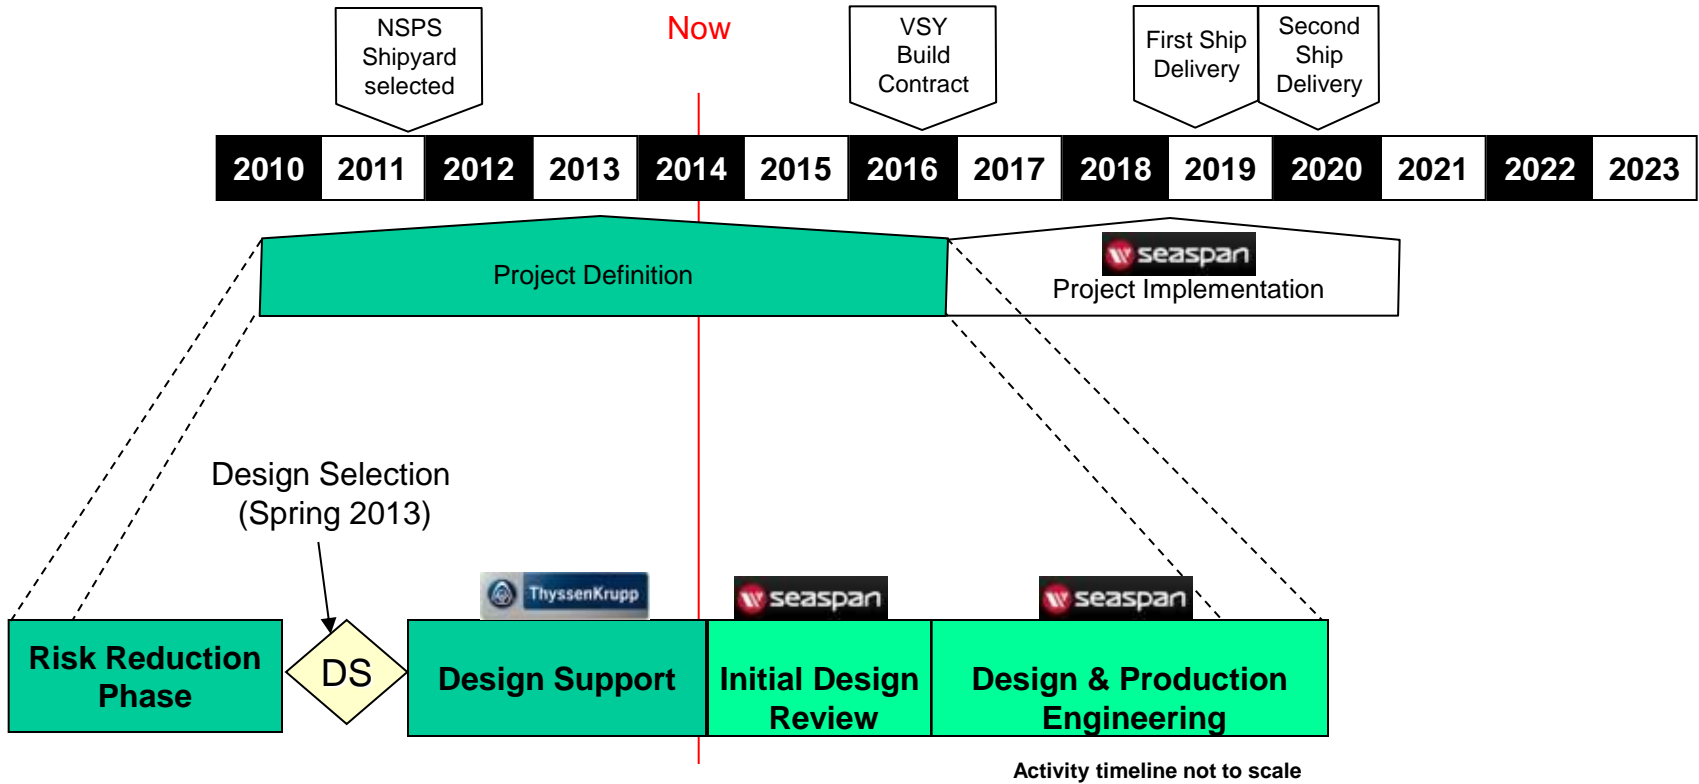 NSPS
Shipyard
selected
Now
VSY
Build
Contract
First Ship
Delivery
Second
Ship
Delivery
2010 2011 2012 2013 2014 2015 2016 2017 2018 2019 2020 2021 2022 2023
Project Definition
seaspan
Project Implementation
Design Selection
(Spring 2013)
ThyssenKrupp
seaspan
seaspan
Risk Reduction
Phase
DS
Design Support
Initial Design
Review
Design & Production
Engineering
Activity timeline not to scale